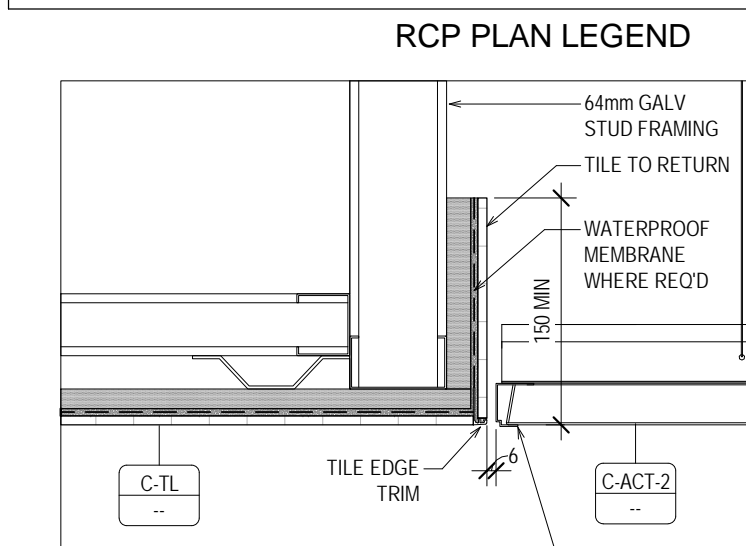 RCP PLAN LEGEND
64mm GALV
STUD FRAMING
TILE TO RETURN
WATERPROOF
MEMBRANE
WHERE REQ'D
150 MIN
TILE EDGE
TRIM
6
C-TL
--
C-ACT-2
--